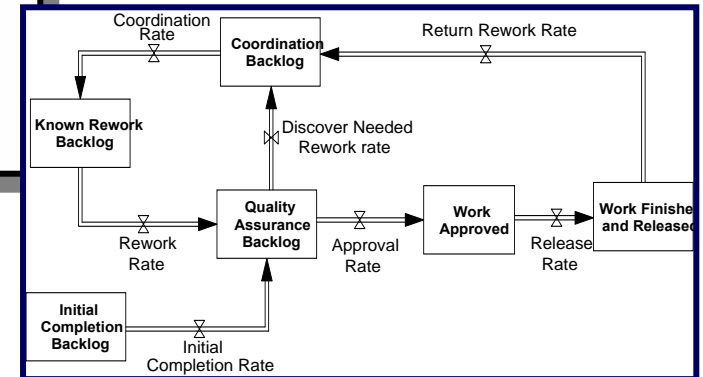 Coordination
Rate
Coordination
Backlog
Return Rework Rate
Known Rework
Backlog
Discover Needed
Rework rate
Quality
Assurance
Backlog
Work
Approved
Work Finishe
and Released
Rework
Rate
Approval
Rate
Release
Rate
Initial
Completion
Backlog
Initial
Completion Rate